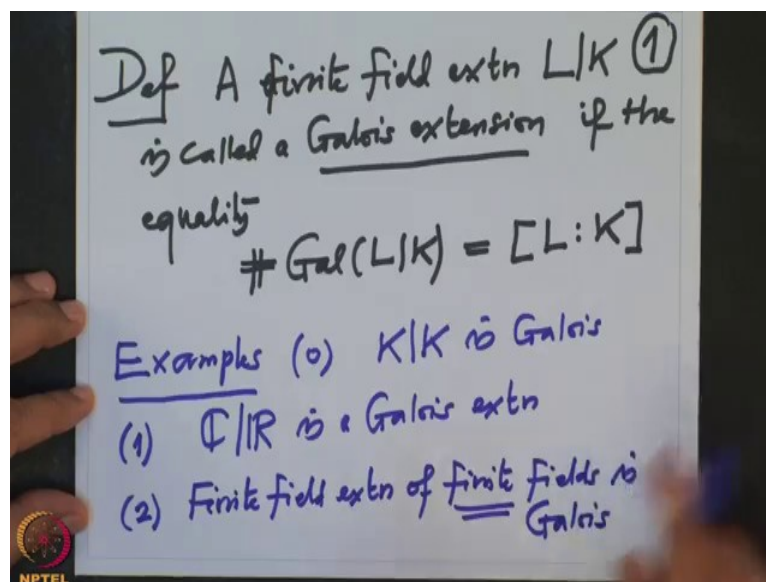 Def A finite field extn L|K ①
is called a Galois extension if the
equality
# Gal(L|K) = [L:K]
Examples (0) K|K is Galois
(1) ℂ|ℝ is a Galois extn
(2) Finite field extn of finite fields is
Galois
NPTEL